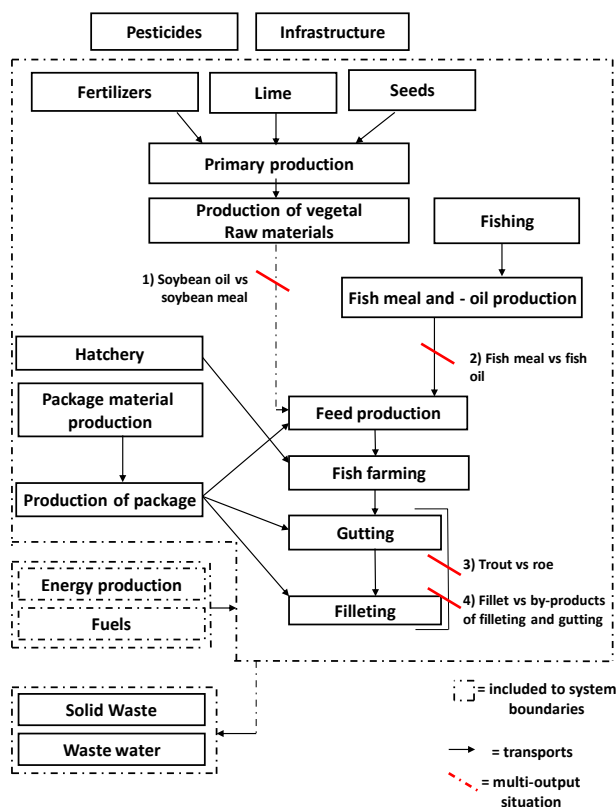 Pesticides
Infrastructure
Fertilizers
Lime
Seeds
Primary production
Production of vegetal
Raw materials
Fishing
1) Soybean oil vs
soybean meal
Fish meal and - oil production
Hatchery
2) Fish meal vs fish
oil
Package material
production
Feed production
Fish farming
Production of package
Gutting
3) Trout vs roe
Energy production
Fuels
4) Fillet vs by-products
of filleting and gutting
Filleting
Solid Waste
Waste water
= included to system
boundaries
= transports
= multi-output
situation